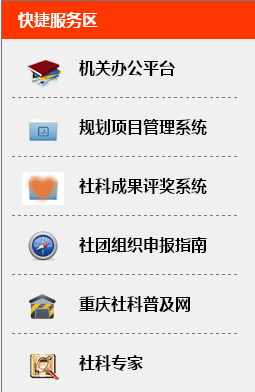 快捷服务区
机关办公平台
规划项目管理系统
社科成果评奖系统
社团组织申报指南
重庆社科普及网
社科专家